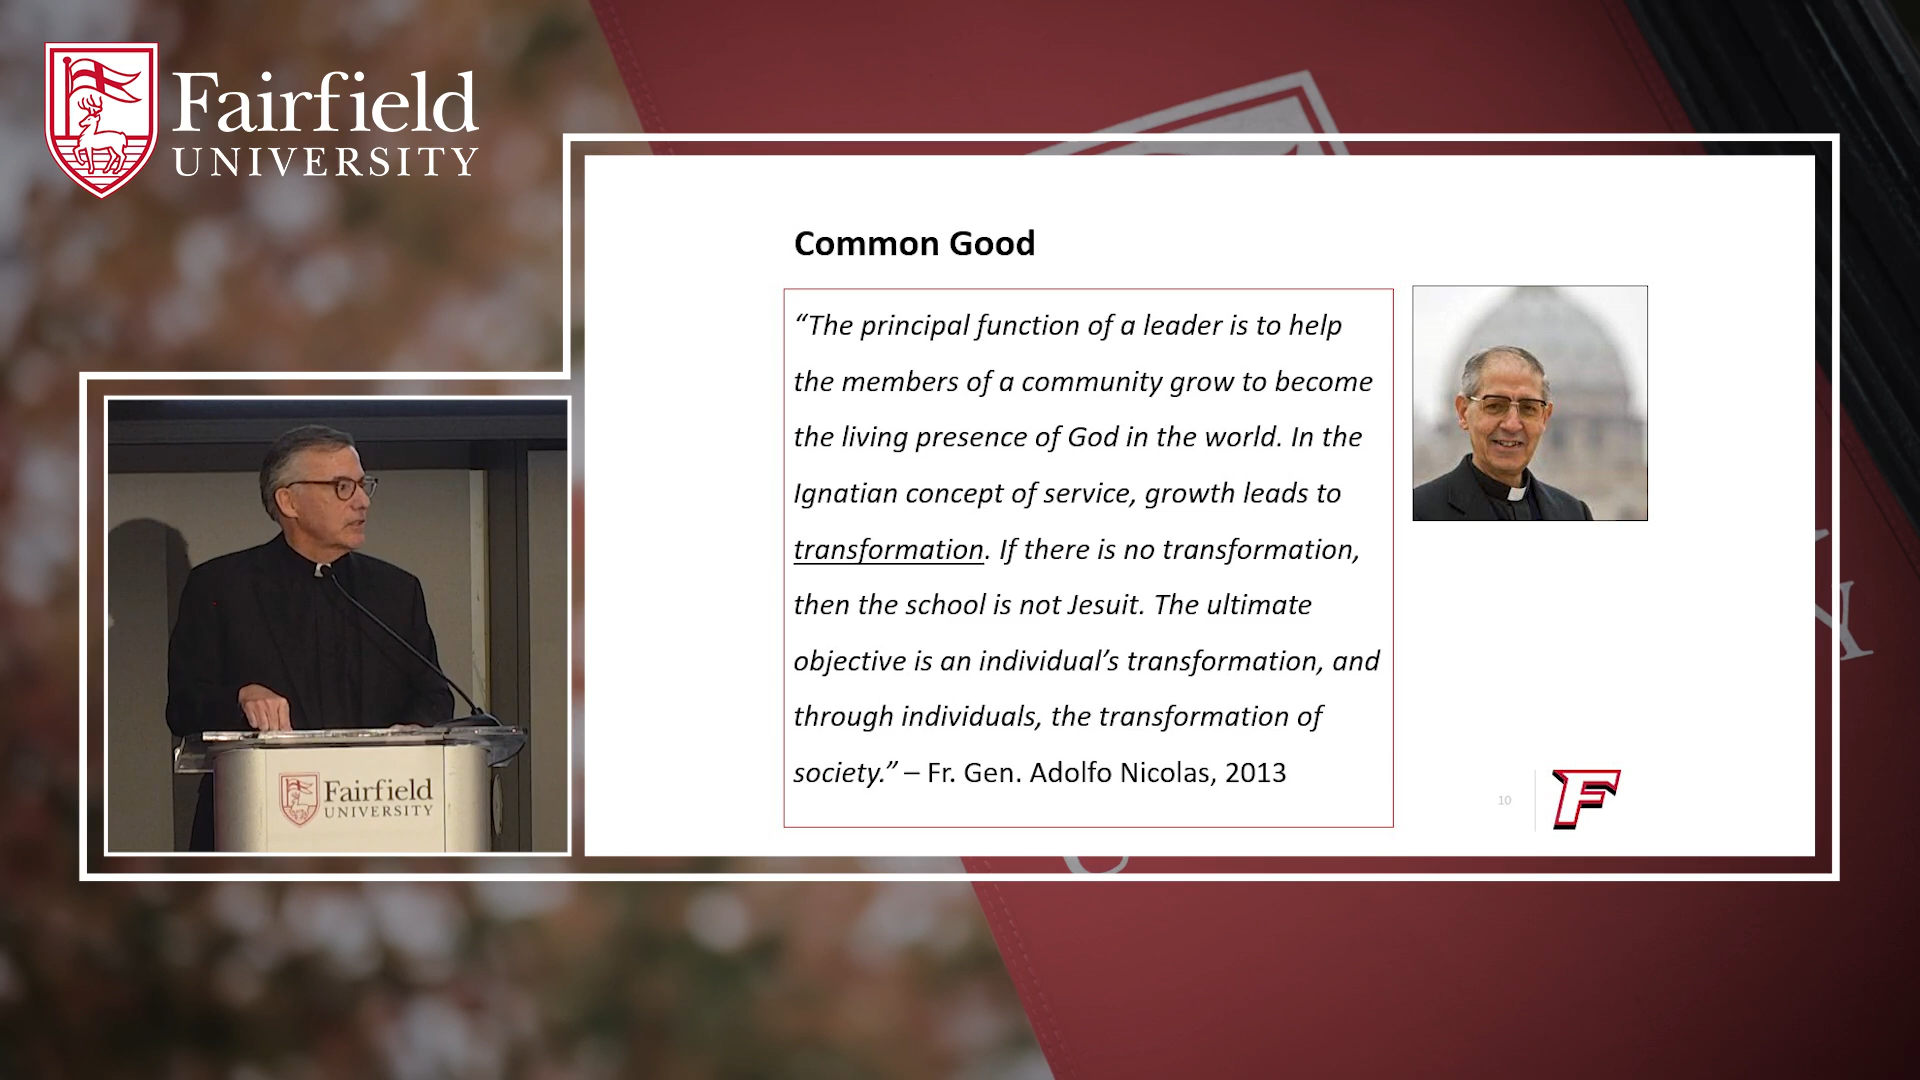 Fairfield
UNIVERSITY
Common Good
“The principal function of a leader is to help
the members of a community grow to become
the living presence of God in the world. In the
Ignatian concept of service, growth leads to
transformation. If there is no transformation,
then the school is not Jesuit. The ultimate
objective is an individual’s transformation, and
through individuals, the transformation of
society.” – Fr. Gen. Adolfo Nicolas, 2013
10
F
Fairfield
UNIVERSITY